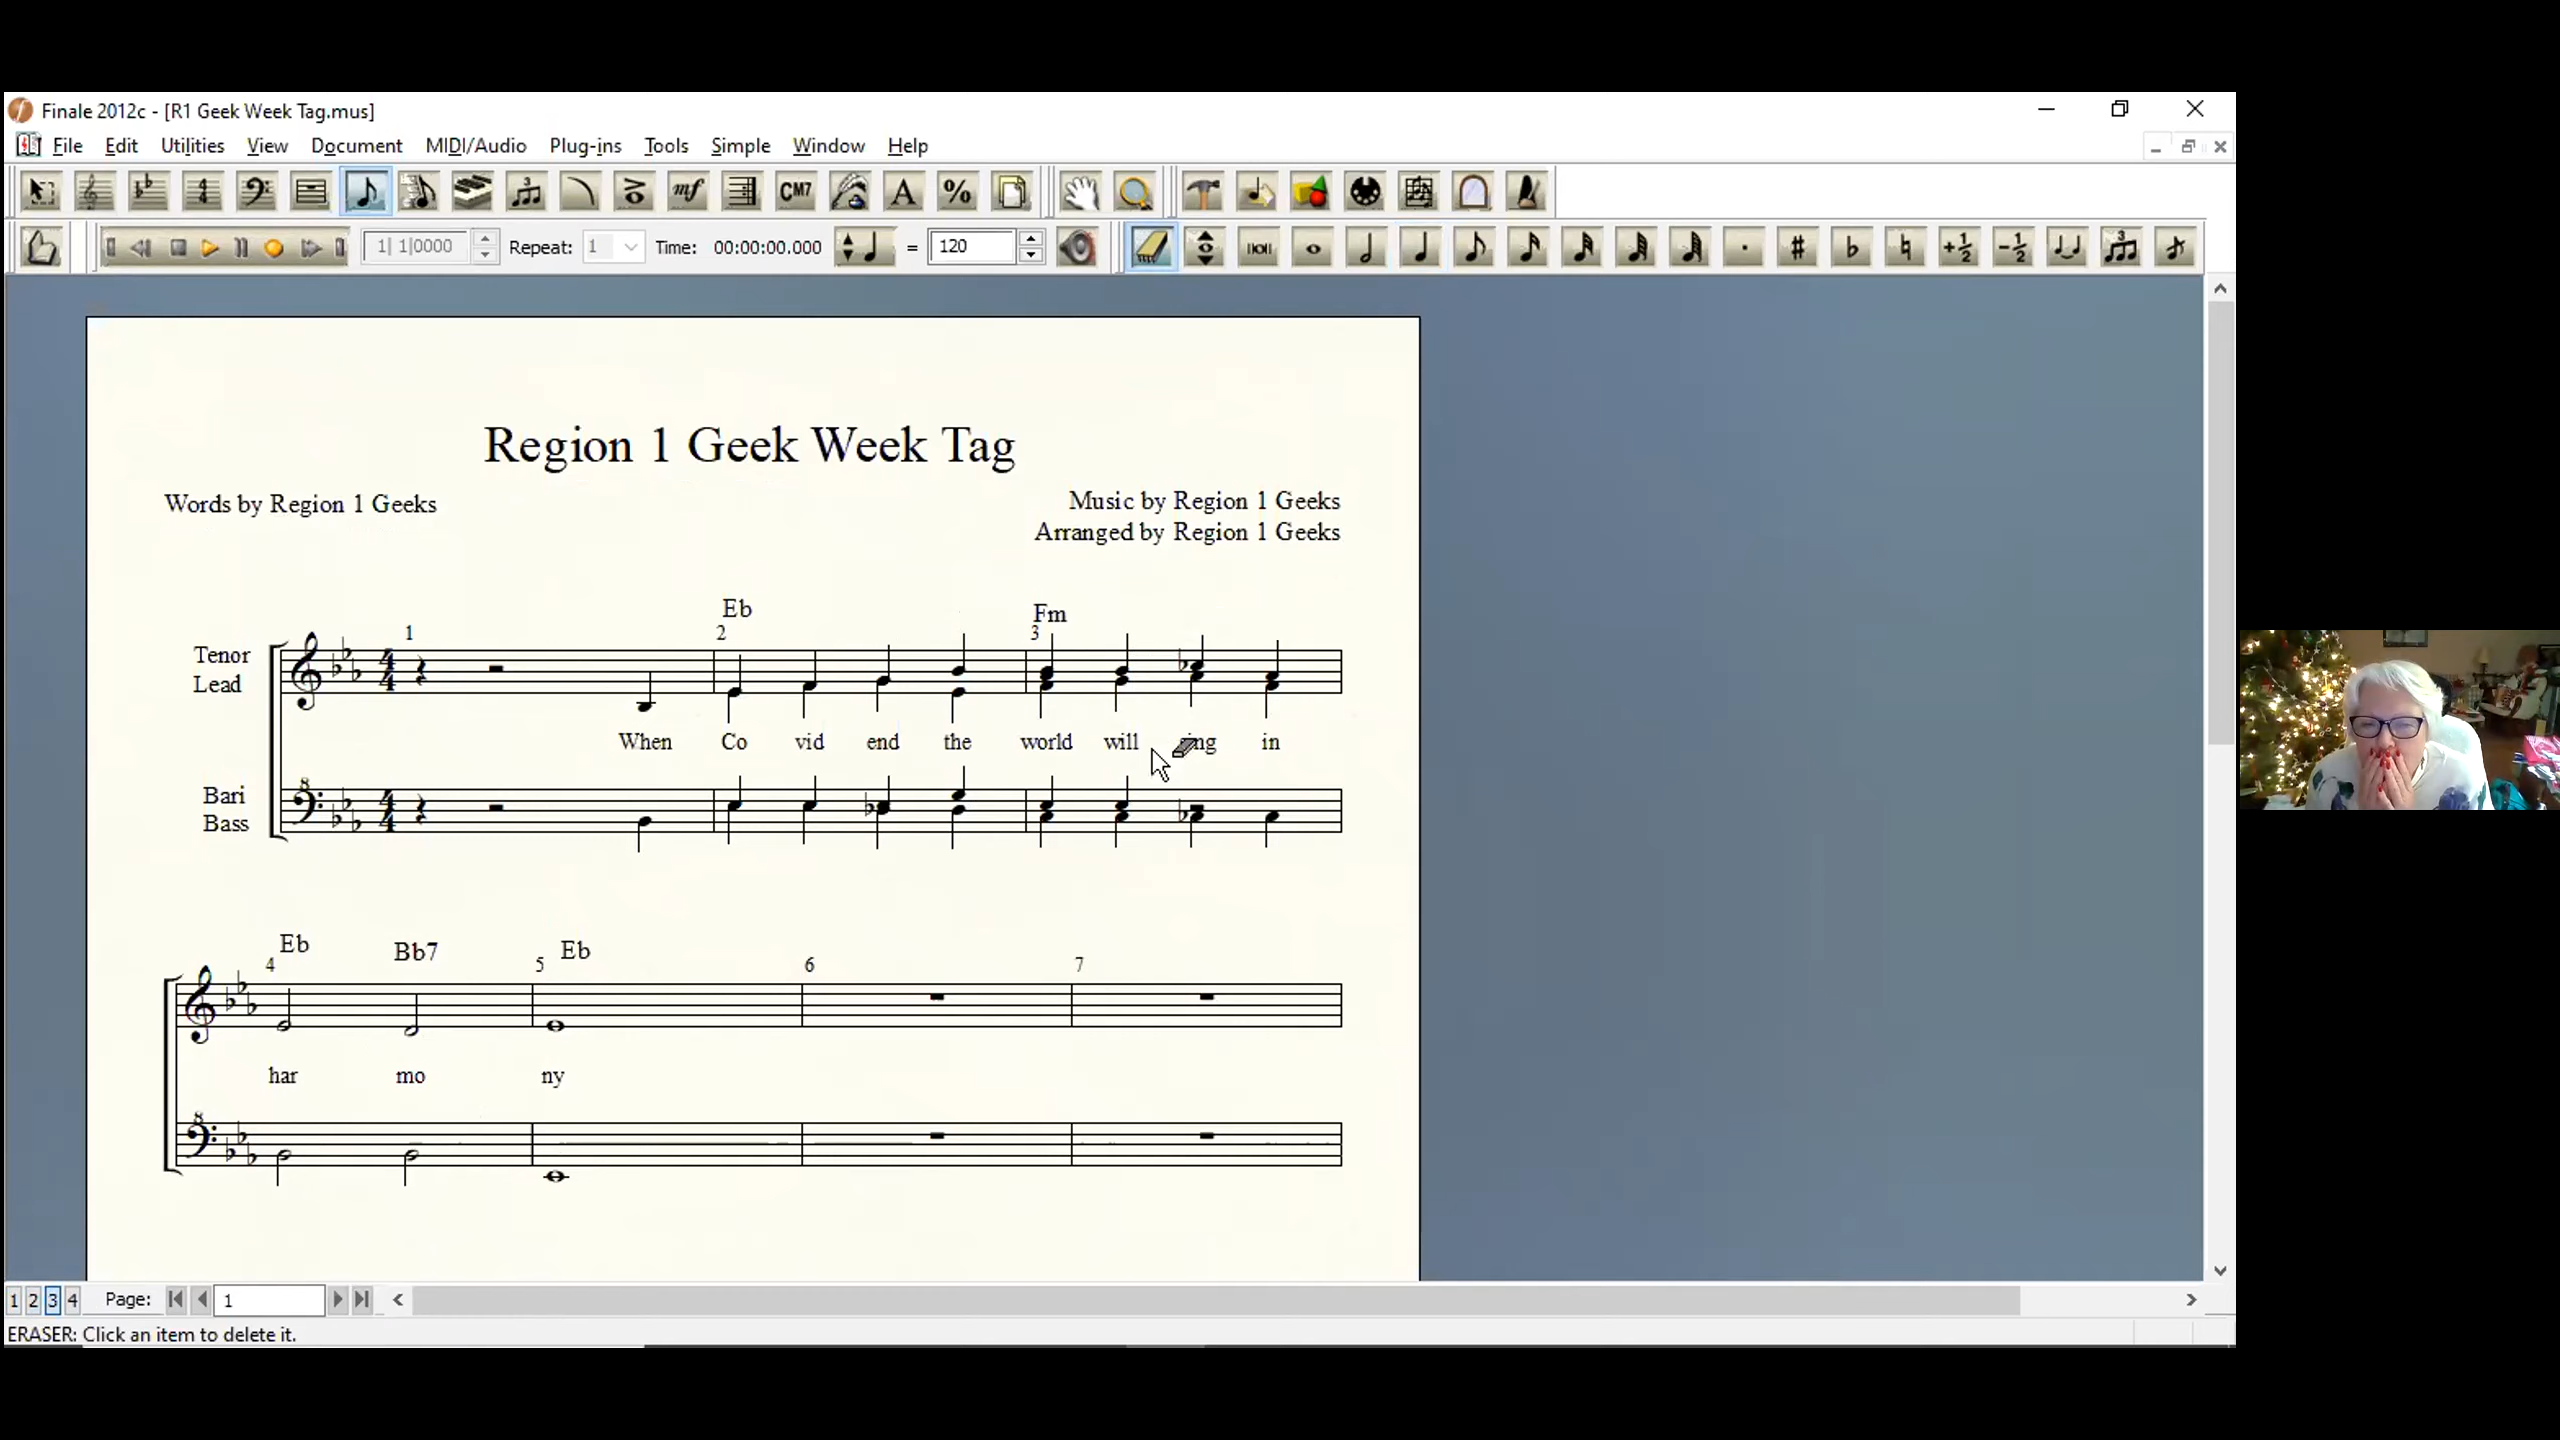 Finale 2012c - [R1 Geek Week Tag.mus]
File Edit Utilities View Document MIDI/Audio Plug-ins Tools Simple Window Help
mf CM7 A %
1| 1|0000 Repeat: 1 Time: 00:00:00.000 = 120
Region 1 Geek Week Tag
Words by Region 1 Geeks
Music by Region 1 Geeks
Arranged by Region 1 Geeks
Eb Fm
1 2 3
Tenor
Lead
When Co vid end the world will in
Bari
Bass
Eb Bb7 Eb
4 5 6 7
har mo ny
1 2 3 4 Page: 1
ERASER: Click an item to delete it.